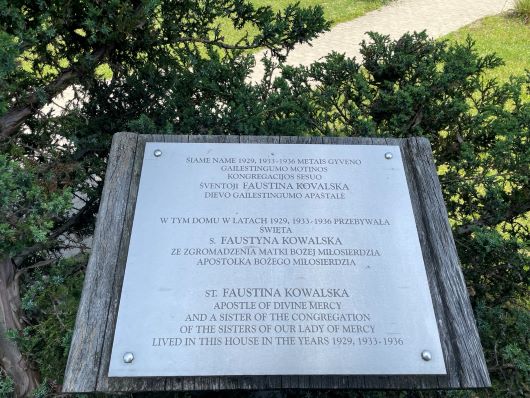 ŠIAME NAME 1929, 1933-1936 METAIS GYVENO
GAILESTINGUMO MOTINOS
KONGREGACIJOS SESUO
ŠVENTOJI FAUSTINA KOVALSKA
DIEVO GAILESTINGUMO APAŠTALĖ
W TYM DOMU W LATACH 1929, 1933-1936 PRZEBYWAŁA
ŚWIĘTA
S. FAUSTYNA KOWALSKA
ZE ZGROMADZENIA MATKI BOŻEJ MIŁOSIERDZIA
APOSTOŁKA BOŻEGO MIŁOSIERDZIA
ST. FAUSTINA KOWALSKA
APOSTLE OF DIVINE MERCY
AND A SISTER OF THE CONGREGATION
OF THE SISTERS OF OUR LADY OF MERCY
LIVED IN THIS HOUSE IN THE YEARS 1929, 1933-1936